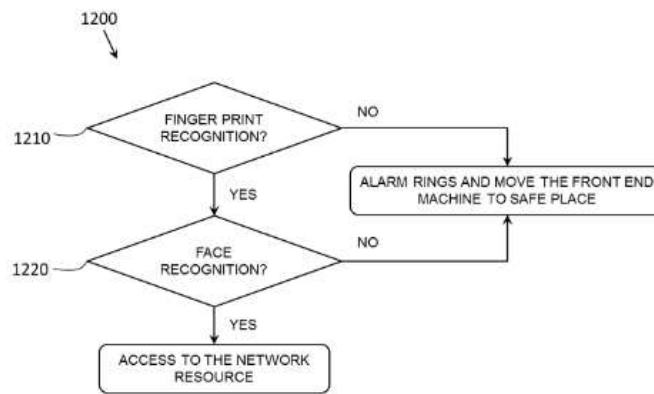 1200
FINGER PRINT
RECOGNITION?
NO
1210
ALARM RINGS AND MOVE THE FRONT END
MACHINE TO SAFE PLACE
YES
FACE
RECOGNITION?
NO
1220
YES
ACCESS TO THE NETWORK
RESOURCE